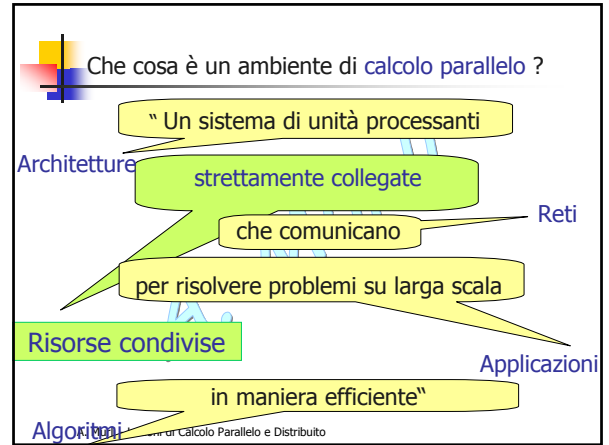 Che cosa è un ambiente di calcolo parallelo ?
“ Un sistema di unità processanti
Architetture
strettamente collegate
Reti
che comunicano
per risolvere problemi su larga scala
Risorse condivise
Applicazioni
in maniera efficiente“
Algoritmi
di Calcolo Parallelo e Distribuito